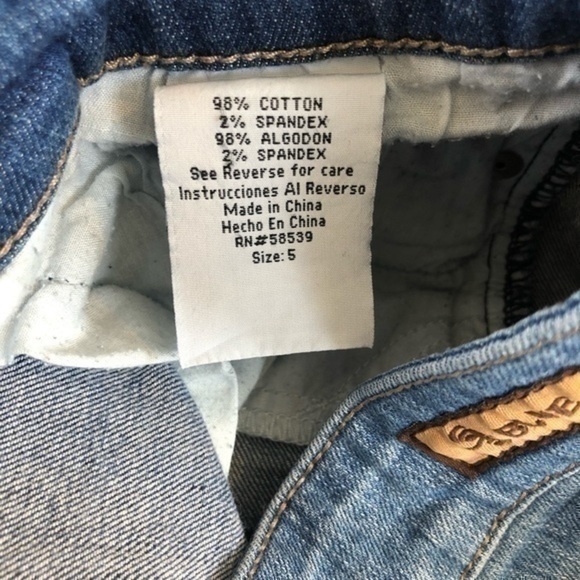 98% COTTON
2% SPANDEX
98% ALGODON
2% SPANDEX
See Reverse for care
Instrucciones Al Reverso
Made in China
Hecho En China
RN#58539
Size: 5